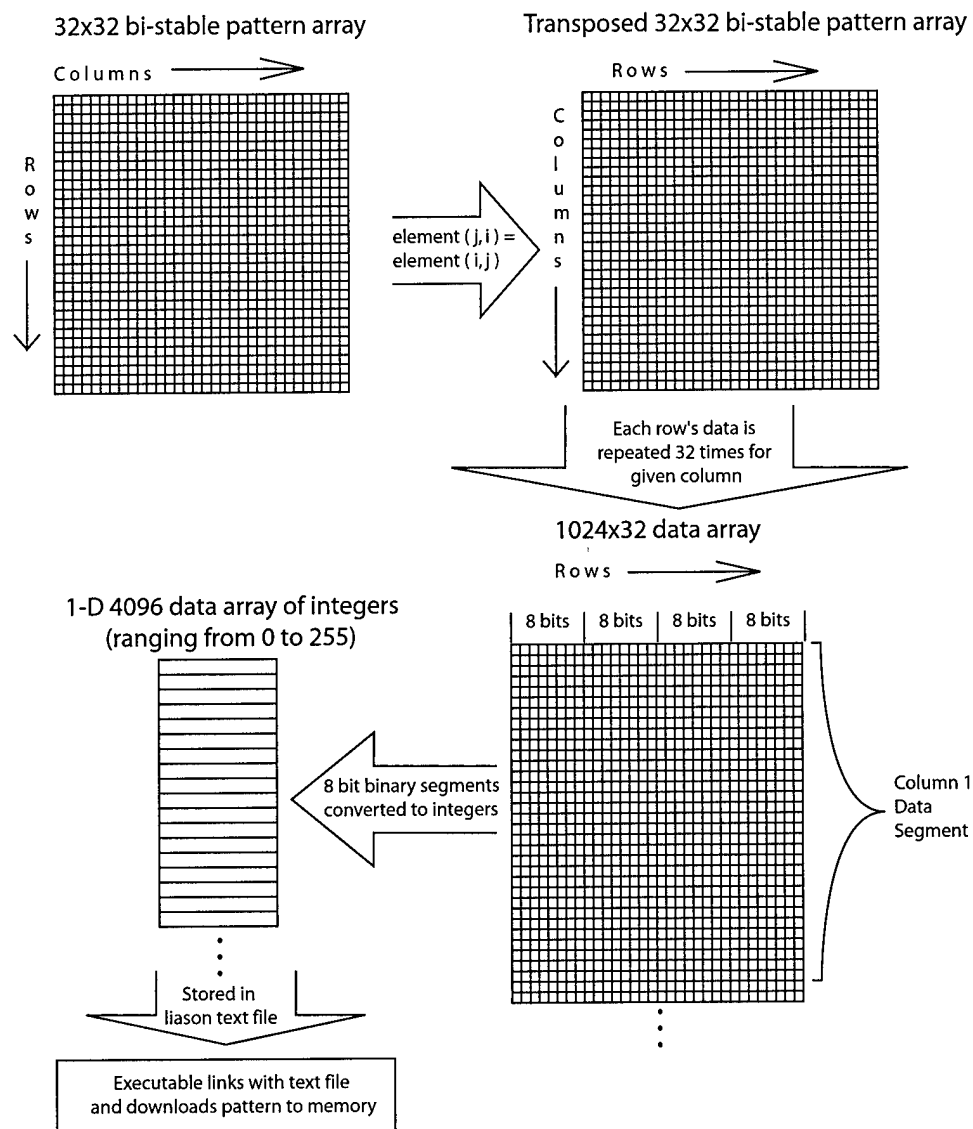 32x32 bi-stable pattern array
Transposed 32x32 bi-stable pattern array
Columns
Rows
Rows
Columns
element ( j, i ) =
element ( i, j )
Each row's data is
repeated 32 times for
given column
1024x32 data array
Rows
8 bits 8 bits 8 bits 8 bits
Column 1
Data
Segment
1-D 4096 data array of integers
(ranging from 0 to 255)
8 bit binary segments
converted to integers
Stored in
liason text file
Executable links with text file
and downloads pattern to memory